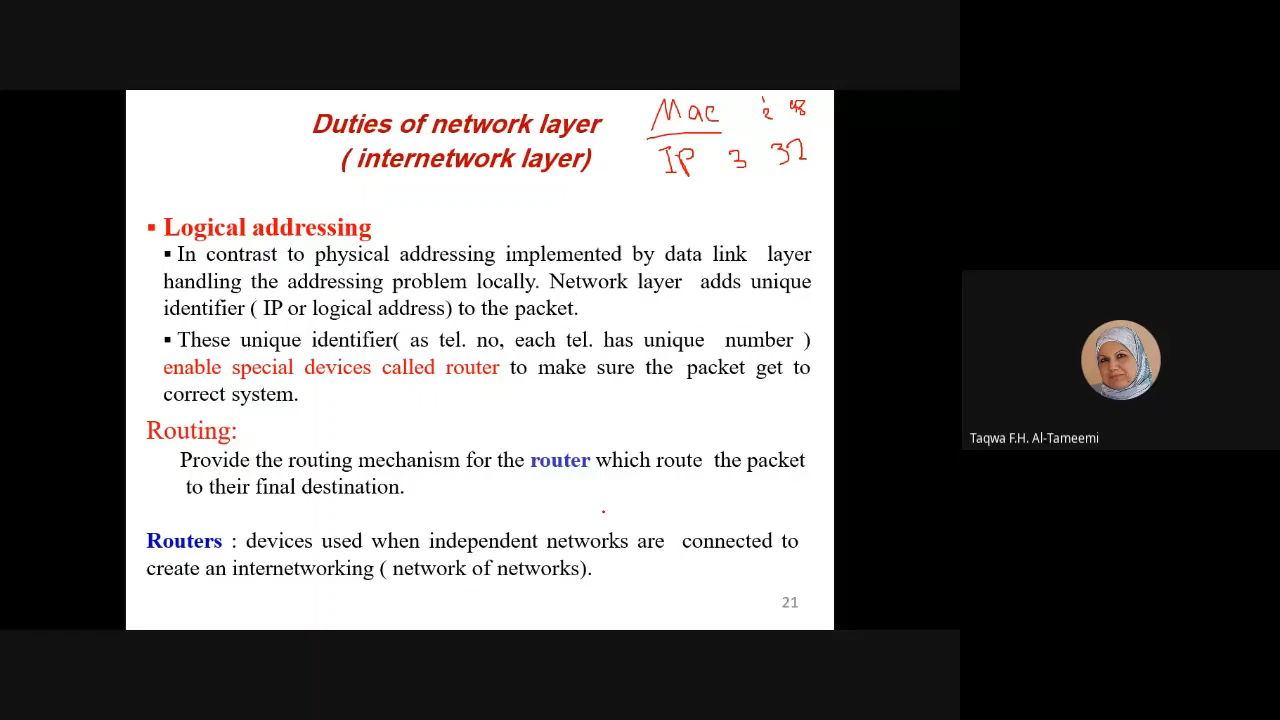 Duties of network layer
( internetwork layer)
Mac 2 48
IP 3 32
▪ Logical addressing
▪ In contrast to physical addressing implemented by data link layer
handling the addressing problem locally. Network layer adds unique
identifier ( IP or logical address) to the packet.
▪ These unique identifier( as tel. no, each tel. has unique number )
enable special devices called router to make sure the packet get to
correct system.
Routing:
Provide the routing mechanism for the router which route the packet
to their final destination.
Routers : devices used when independent networks are connected to
create an internetworking ( network of networks).
21
Taqwa F.H. Al-Tameemi